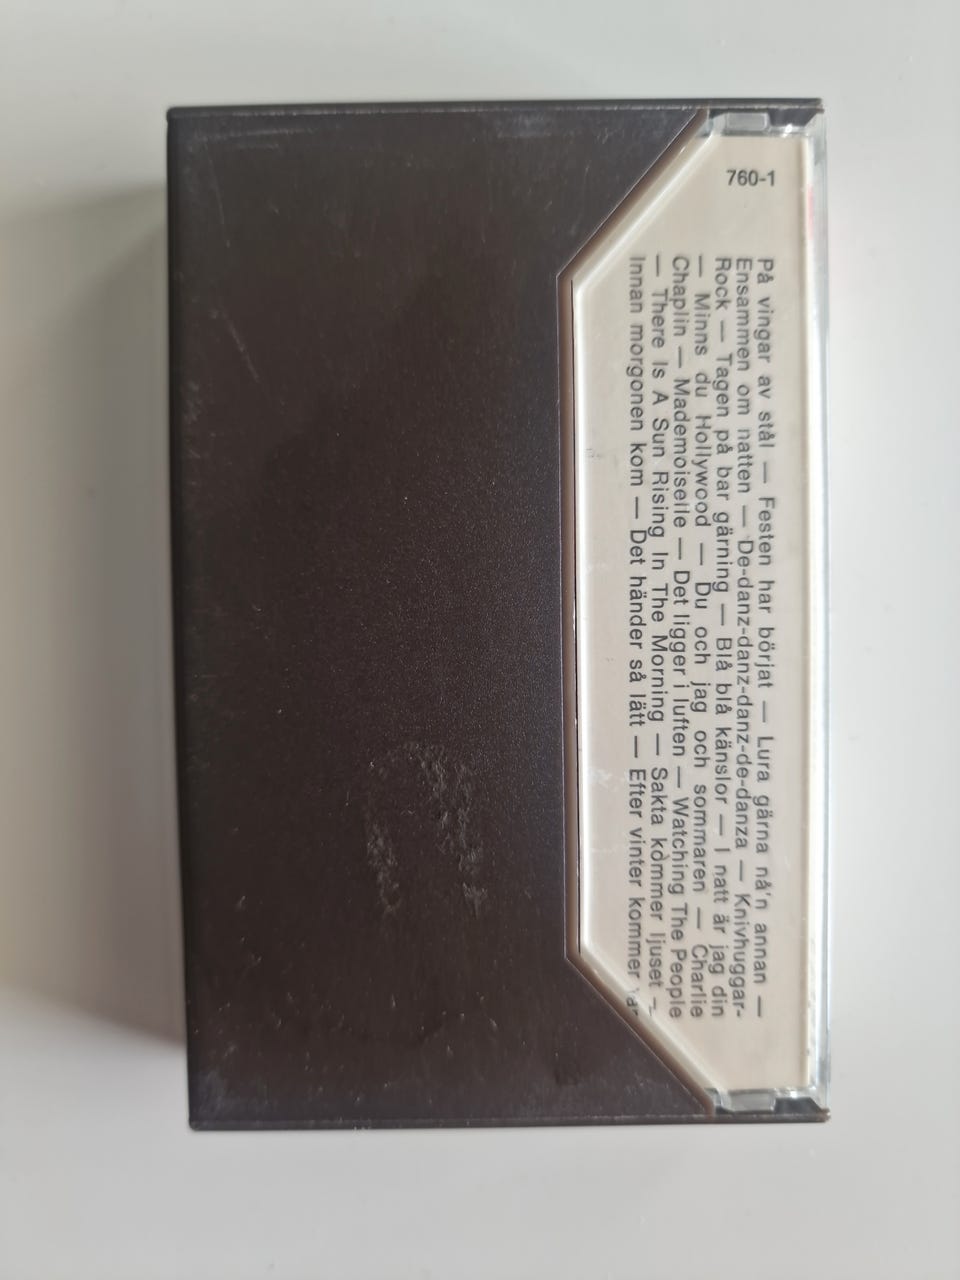 760-1
På vingar av stål — Festen har börjat — Lura gärna nå'n annan —
Ensammen om natten — De-danz-danz-danz-de-danza — Knivhuggar-
Rock — Tagen på bar gärning — Blå blå känslor — I natt är jag din
— Minns du Hollywood — Du och jag och sommaren — Charlie
Chaplin — Mademoiselle — Det ligger i luften — Watching The People
— There Is A Sun Rising In The Morning — Sakta kommer ljuset —
Innan morgonen kom — Det händer så lätt — Efter vinter kommer